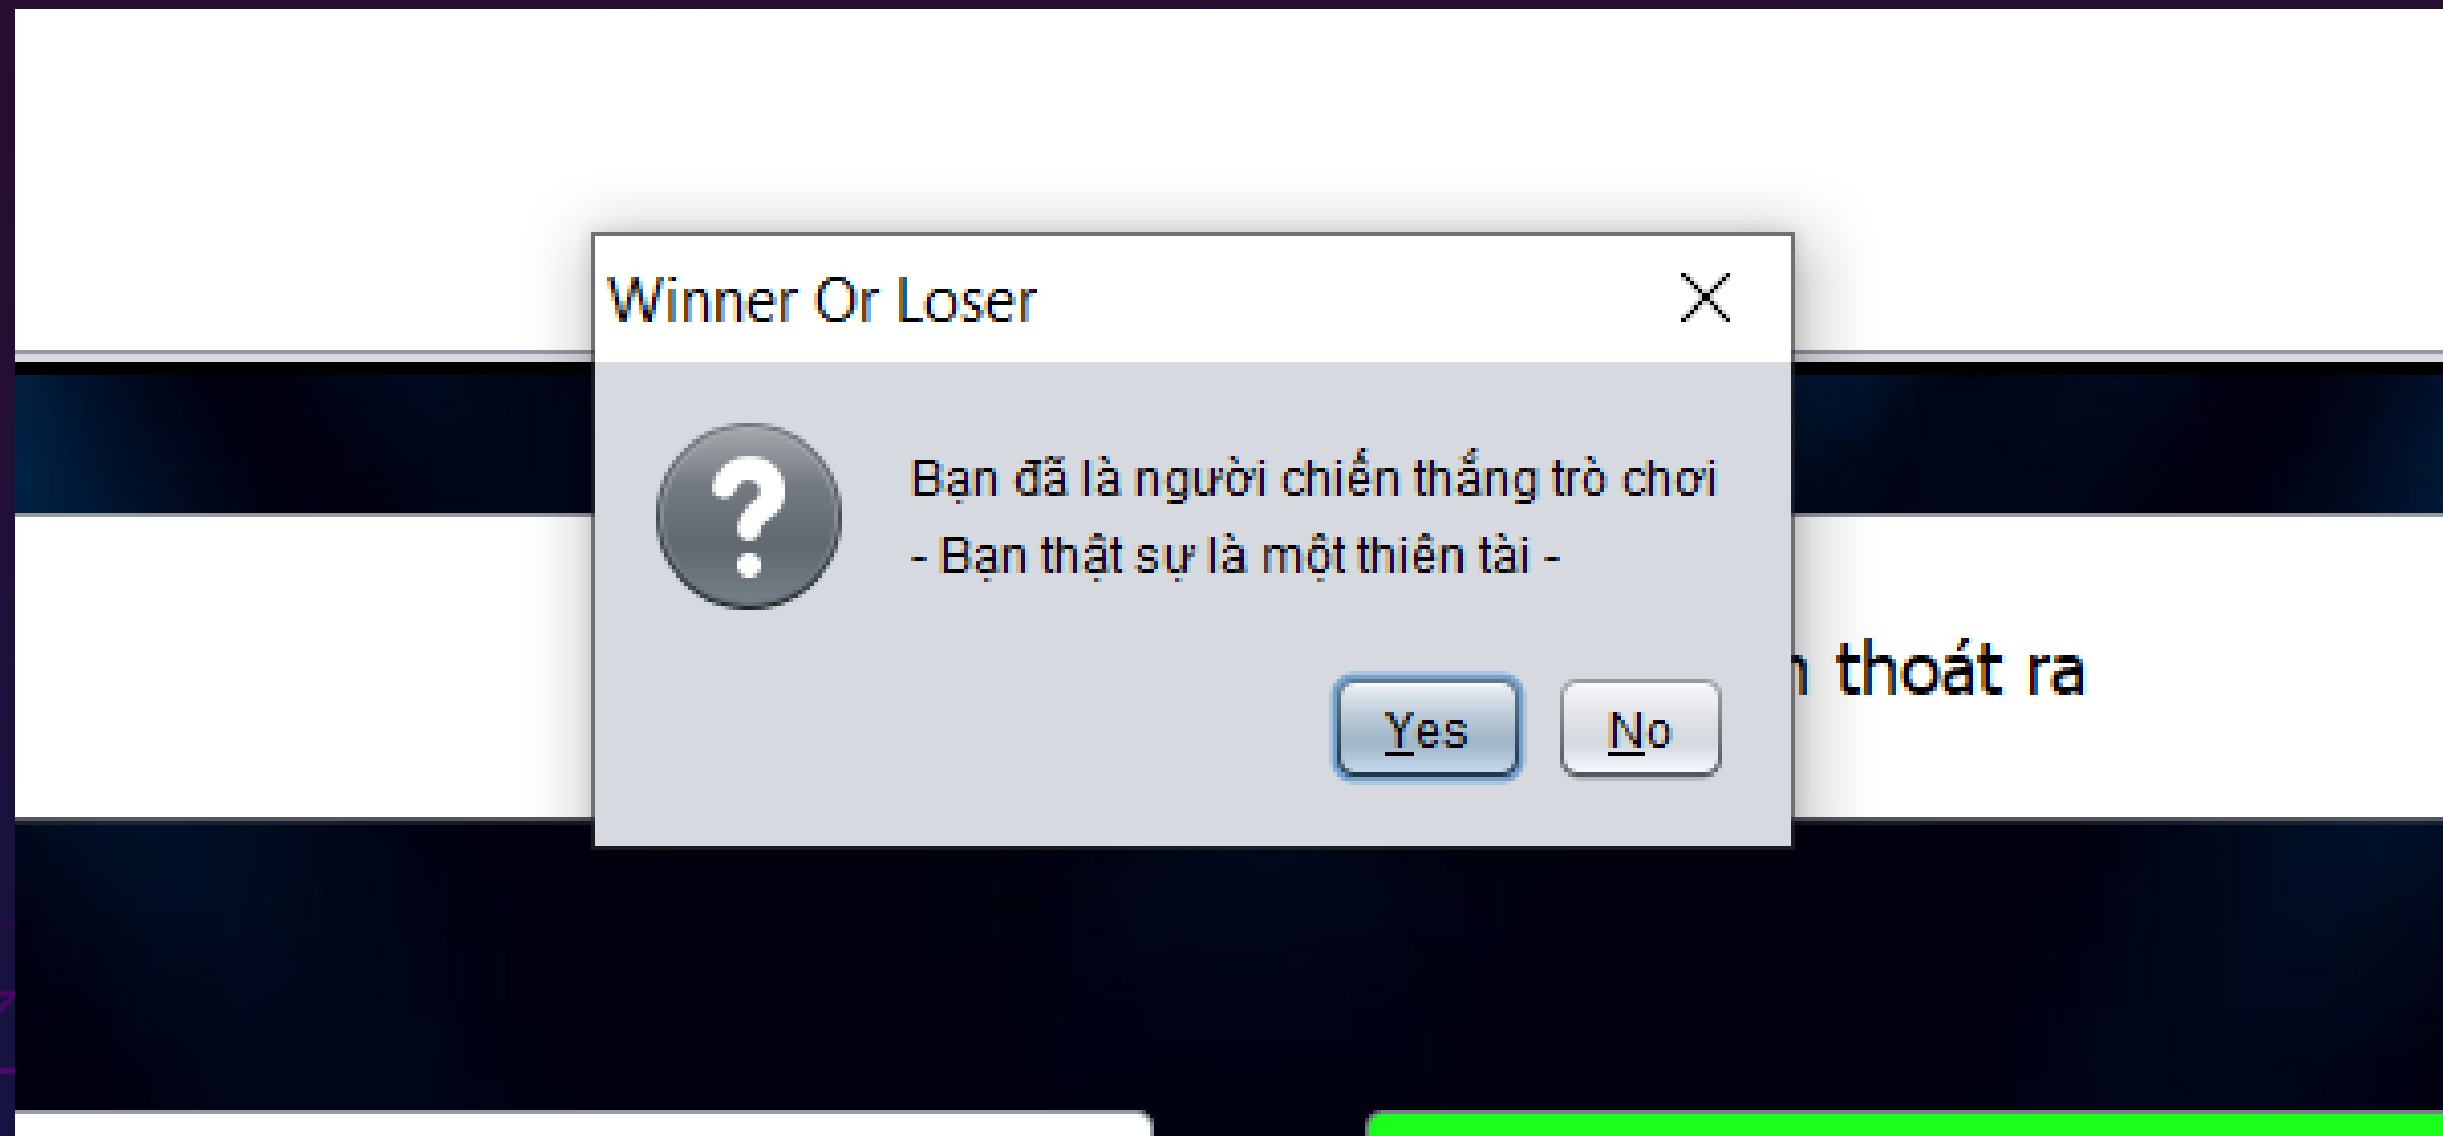 Winner Or Loser
Bạn đã là người chiến thắng trò chơi
- Bạn thật sự là một thiên tài -
thoát ra
Yes No